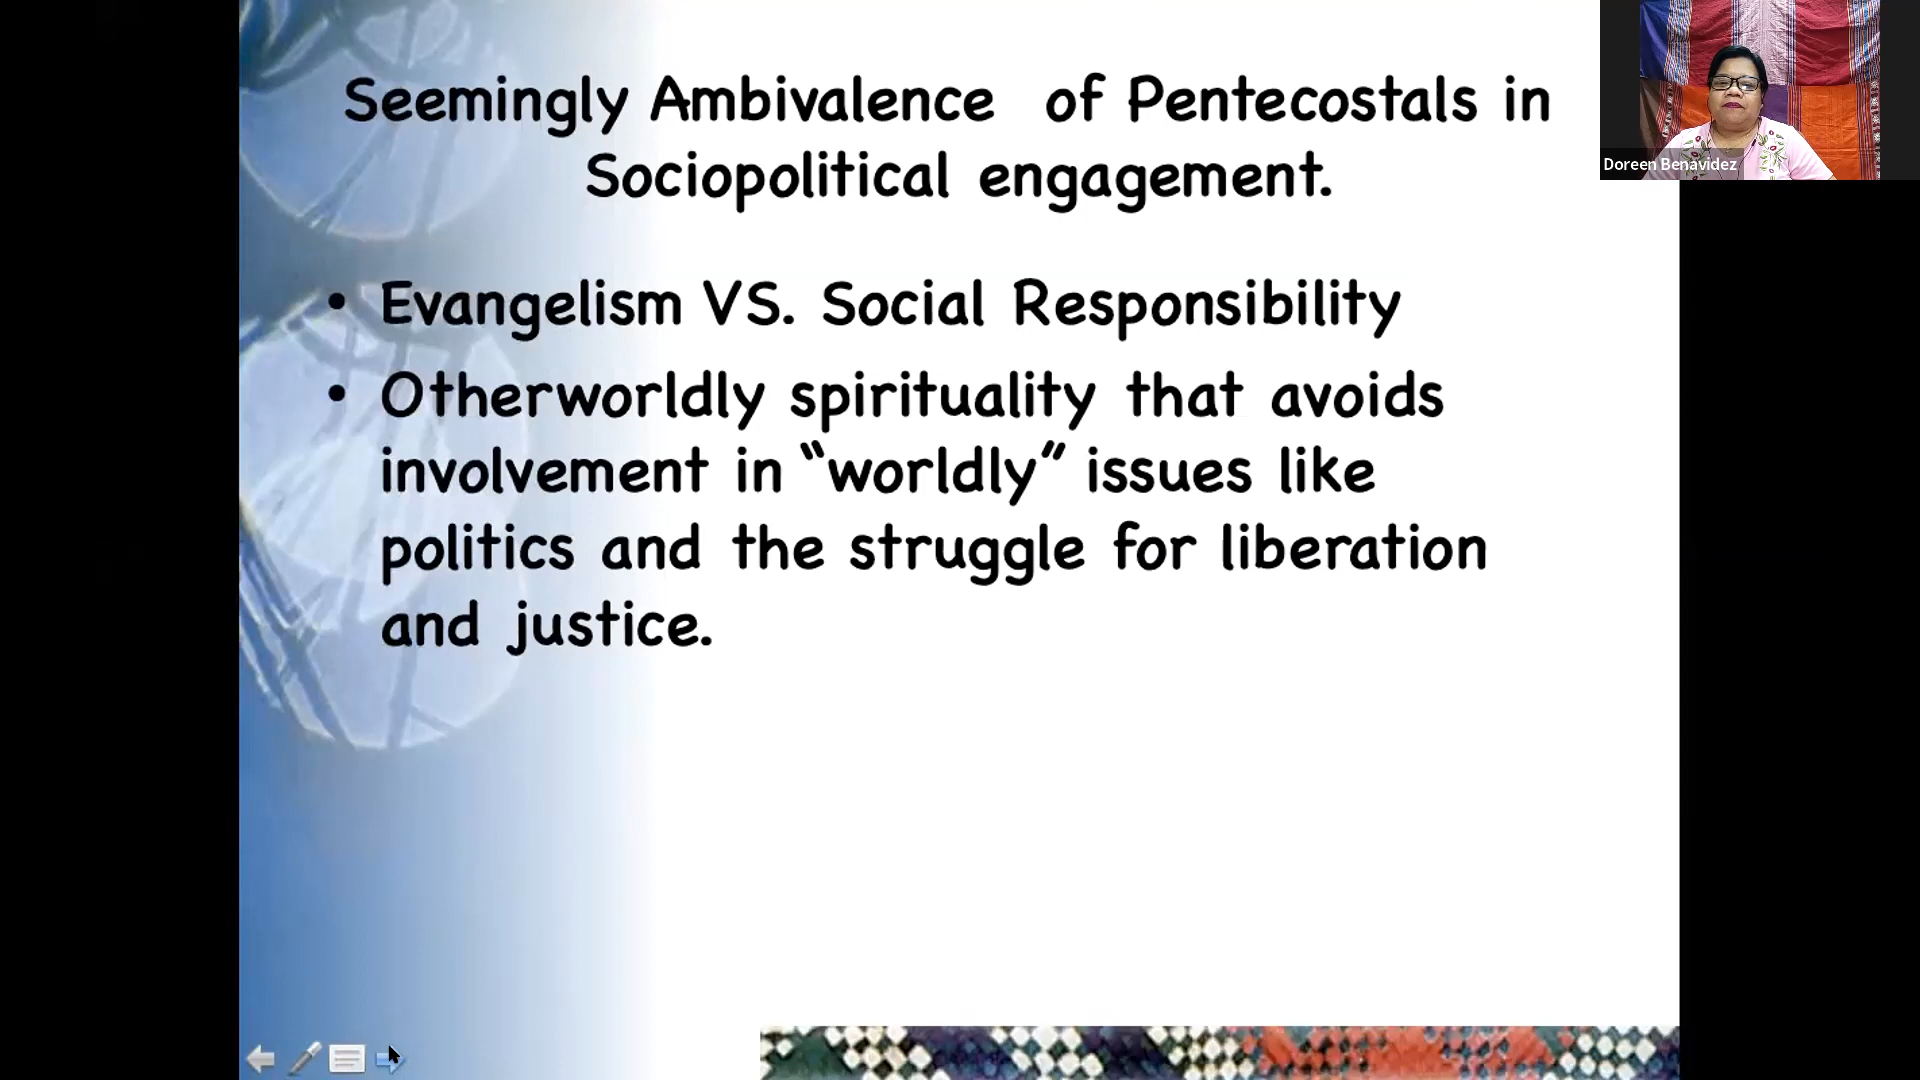 Seemingly Ambivalence of Pentecostals in
Sociopolitical engagement.
• Evangelism VS. Social Responsibility
• Otherworldly spirituality that avoids
involvement in “worldly” issues like
politics and the struggle for liberation
and justice.
Doreen Benavidez